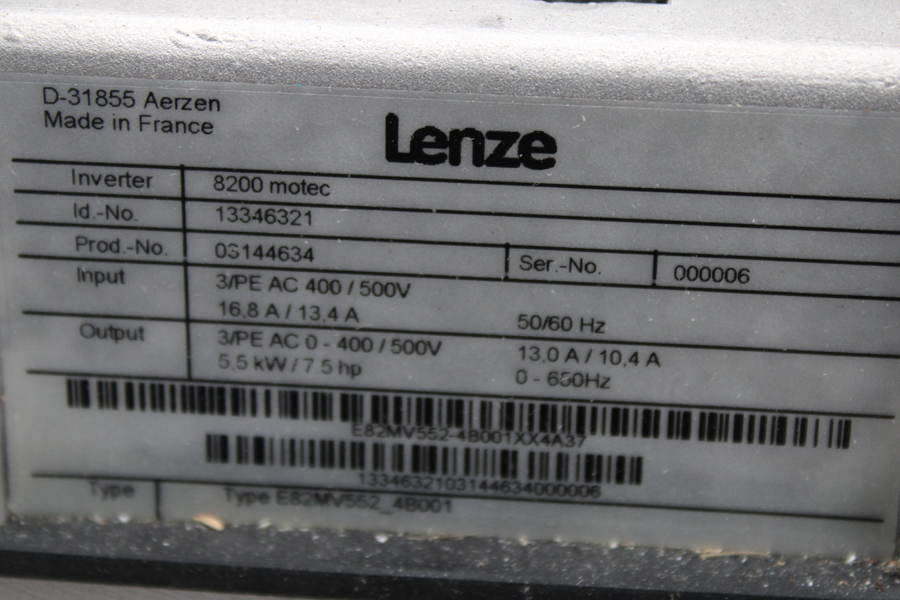 D-31855 Aerzen
Made in France
Lenze
Inverter 8200 motec
Id.-No. 13346321
Prod.-No. 03144634 Ser.-No. 000006
Input 3/PE AC 400 / 500V
16,8 A / 13,4 A 50/60 Hz
Output 3/PE AC 0 - 400 / 500V 13,0 A / 10,4 A
5,5 kW / 7.5 hp 0 - 650Hz
E82MV552-4B001XX4A37
1334632103144634000006
Type Type E82MV552_4B001